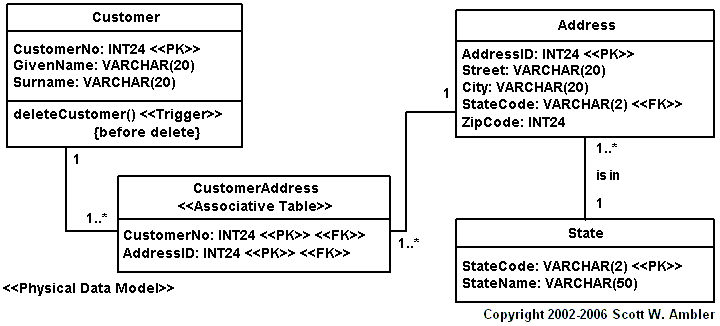 Customer
CustomerNo: INT24 <<PK>>
GivenName: VARCHAR(20)
Surname: VARCHAR(20)
deleteCustomer() <<Trigger>>
{before delete}
1
1..*
CustomerAddress
<<Associative Table>>
CustomerNo: INT24 <<PK>> <<FK>>
AddressID: INT24 <<PK>> <<FK>>
1..*
1
Address
AddressID: INT24 <<PK>>
Street: VARCHAR(20)
City: VARCHAR(20)
StateCode: VARCHAR(2) <<FK>>
ZipCode: INT24
1..*
is in
1
State
StateCode: VARCHAR(2) <<PK>>
StateName: VARCHAR(50)
<<Physical Data Model>>
Copyright 2002-2006 Scott W. Ambler